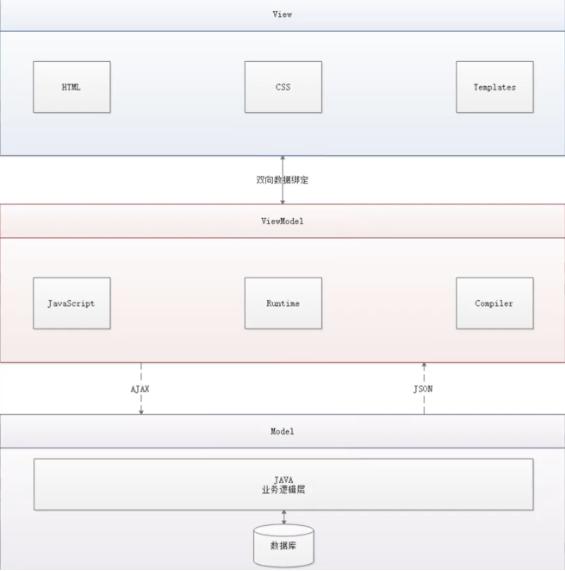 View
HTML
CSS
Templates
双向数据绑定
ViewModel
JavaScript
Runtime
Compiler
AJAX
JSON
Model
JAVA
业务逻辑层
数据库